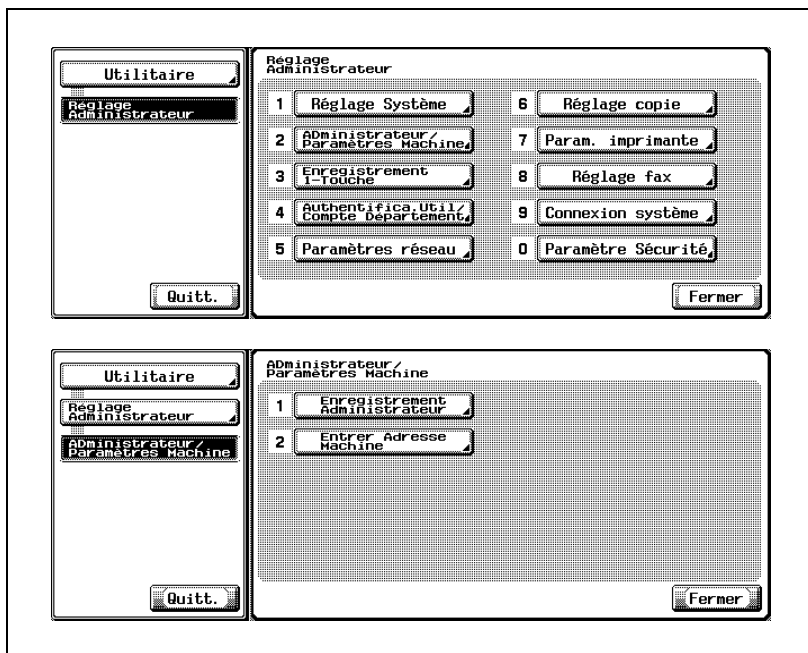 Utilitaire
Réglage
Administrateur
Quitt.
Réglage
Administrateur
1 Réglage Système
2 ADministrateur/
Paramètres Machine
3 Enregistrement
1-Touche
4 Authentifica.Util/
Compte Département
5 Paramètres réseau
6 Réglage copie
7 Param. imprimante
8 Réglage fax
9 Connexion système
0 Paramètre Sécurité
Fermer
Utilitaire
Réglage
Administrateur
ADministrateur/
Paramètres Machine
Quitt.
ADministrateur/
Paramètres Machine
1 Enregistrement
Administrateur
2 Entrer Adresse
Machine
Fermer